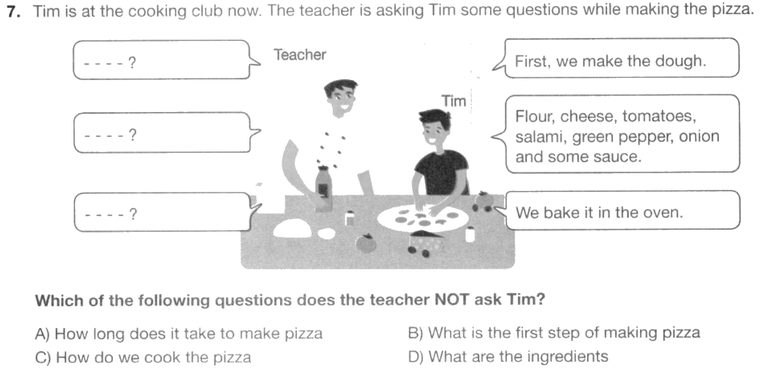 7. Tim is at the cooking club now. The teacher is asking Tim some questions while making the pizza.
- - - - ?
Teacher
First, we make the dough.
Tim
- - - - ?
Flour, cheese, tomatoes,
salami, green pepper, onion
and some sauce.
- - - - ?
We bake it in the oven.
Which of the following questions does the teacher NOT ask Tim?
A) How long does it take to make pizza
B) What is the first step of making pizza
C) How do we cook the pizza
D) What are the ingredients